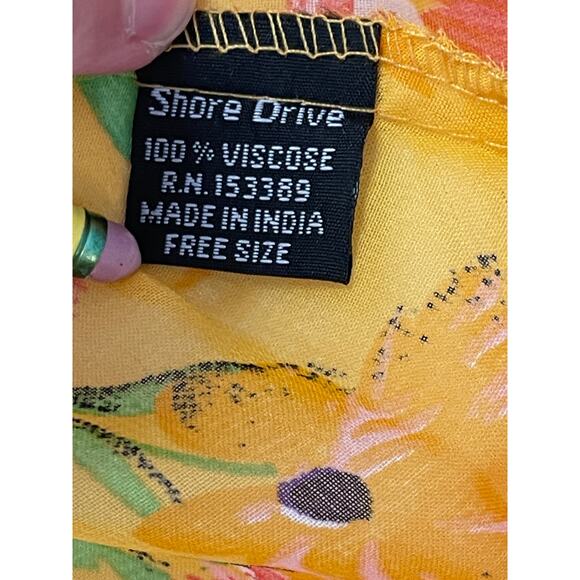 Shore Drive
100 % VISCOSE
R.N. 153389
MADE IN INDIA
FREE SIZE